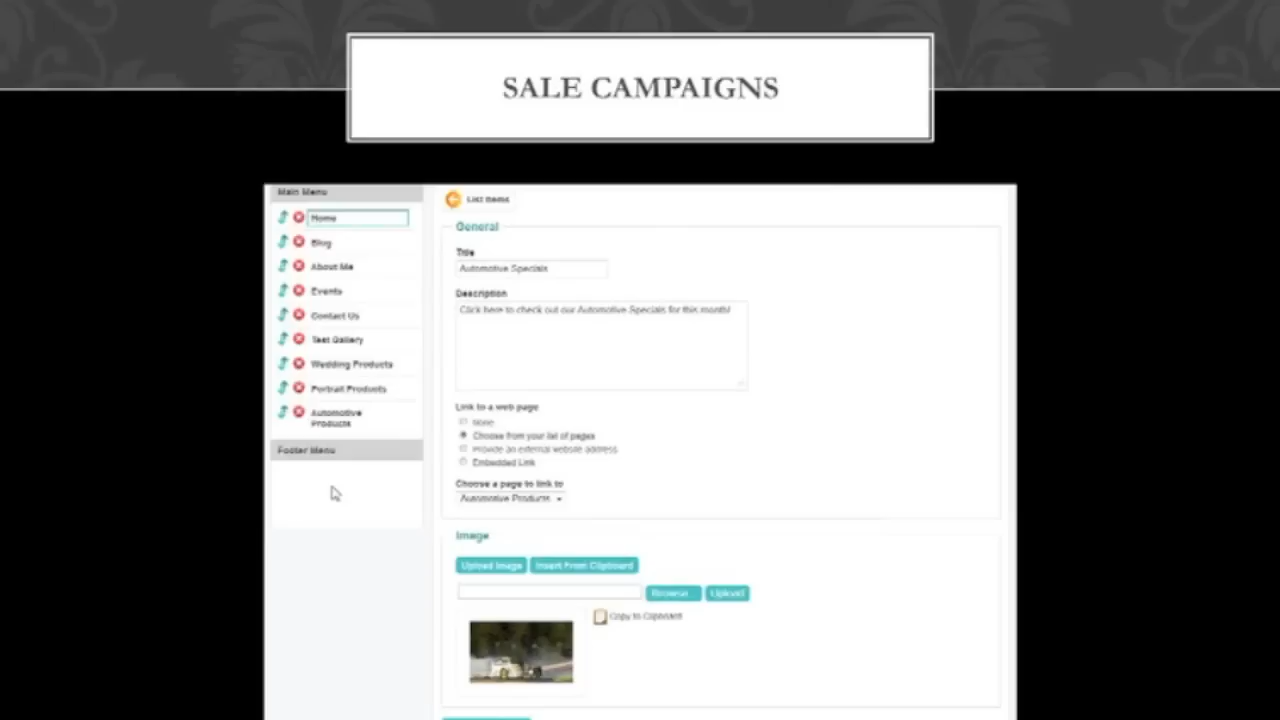 SALE CAMPAIGNS
Main Menu
Home
Blog
About Me
Events
Contact Us
Test Gallery
Wedding Products
Portrait Products
Automotive
Products
Footer Menu
List Items
General
Title
Automotive Specials
Description
Click here to check out our Automotive Specials for this month!
Link to a web page
None
Choose from your list of pages
Provide an external website address
Embedded Link
Choose a page to link to
Automotive Products
Image
Upload Image
Insert From Clipboard
Browse...
Upload
Copy to Clipboard